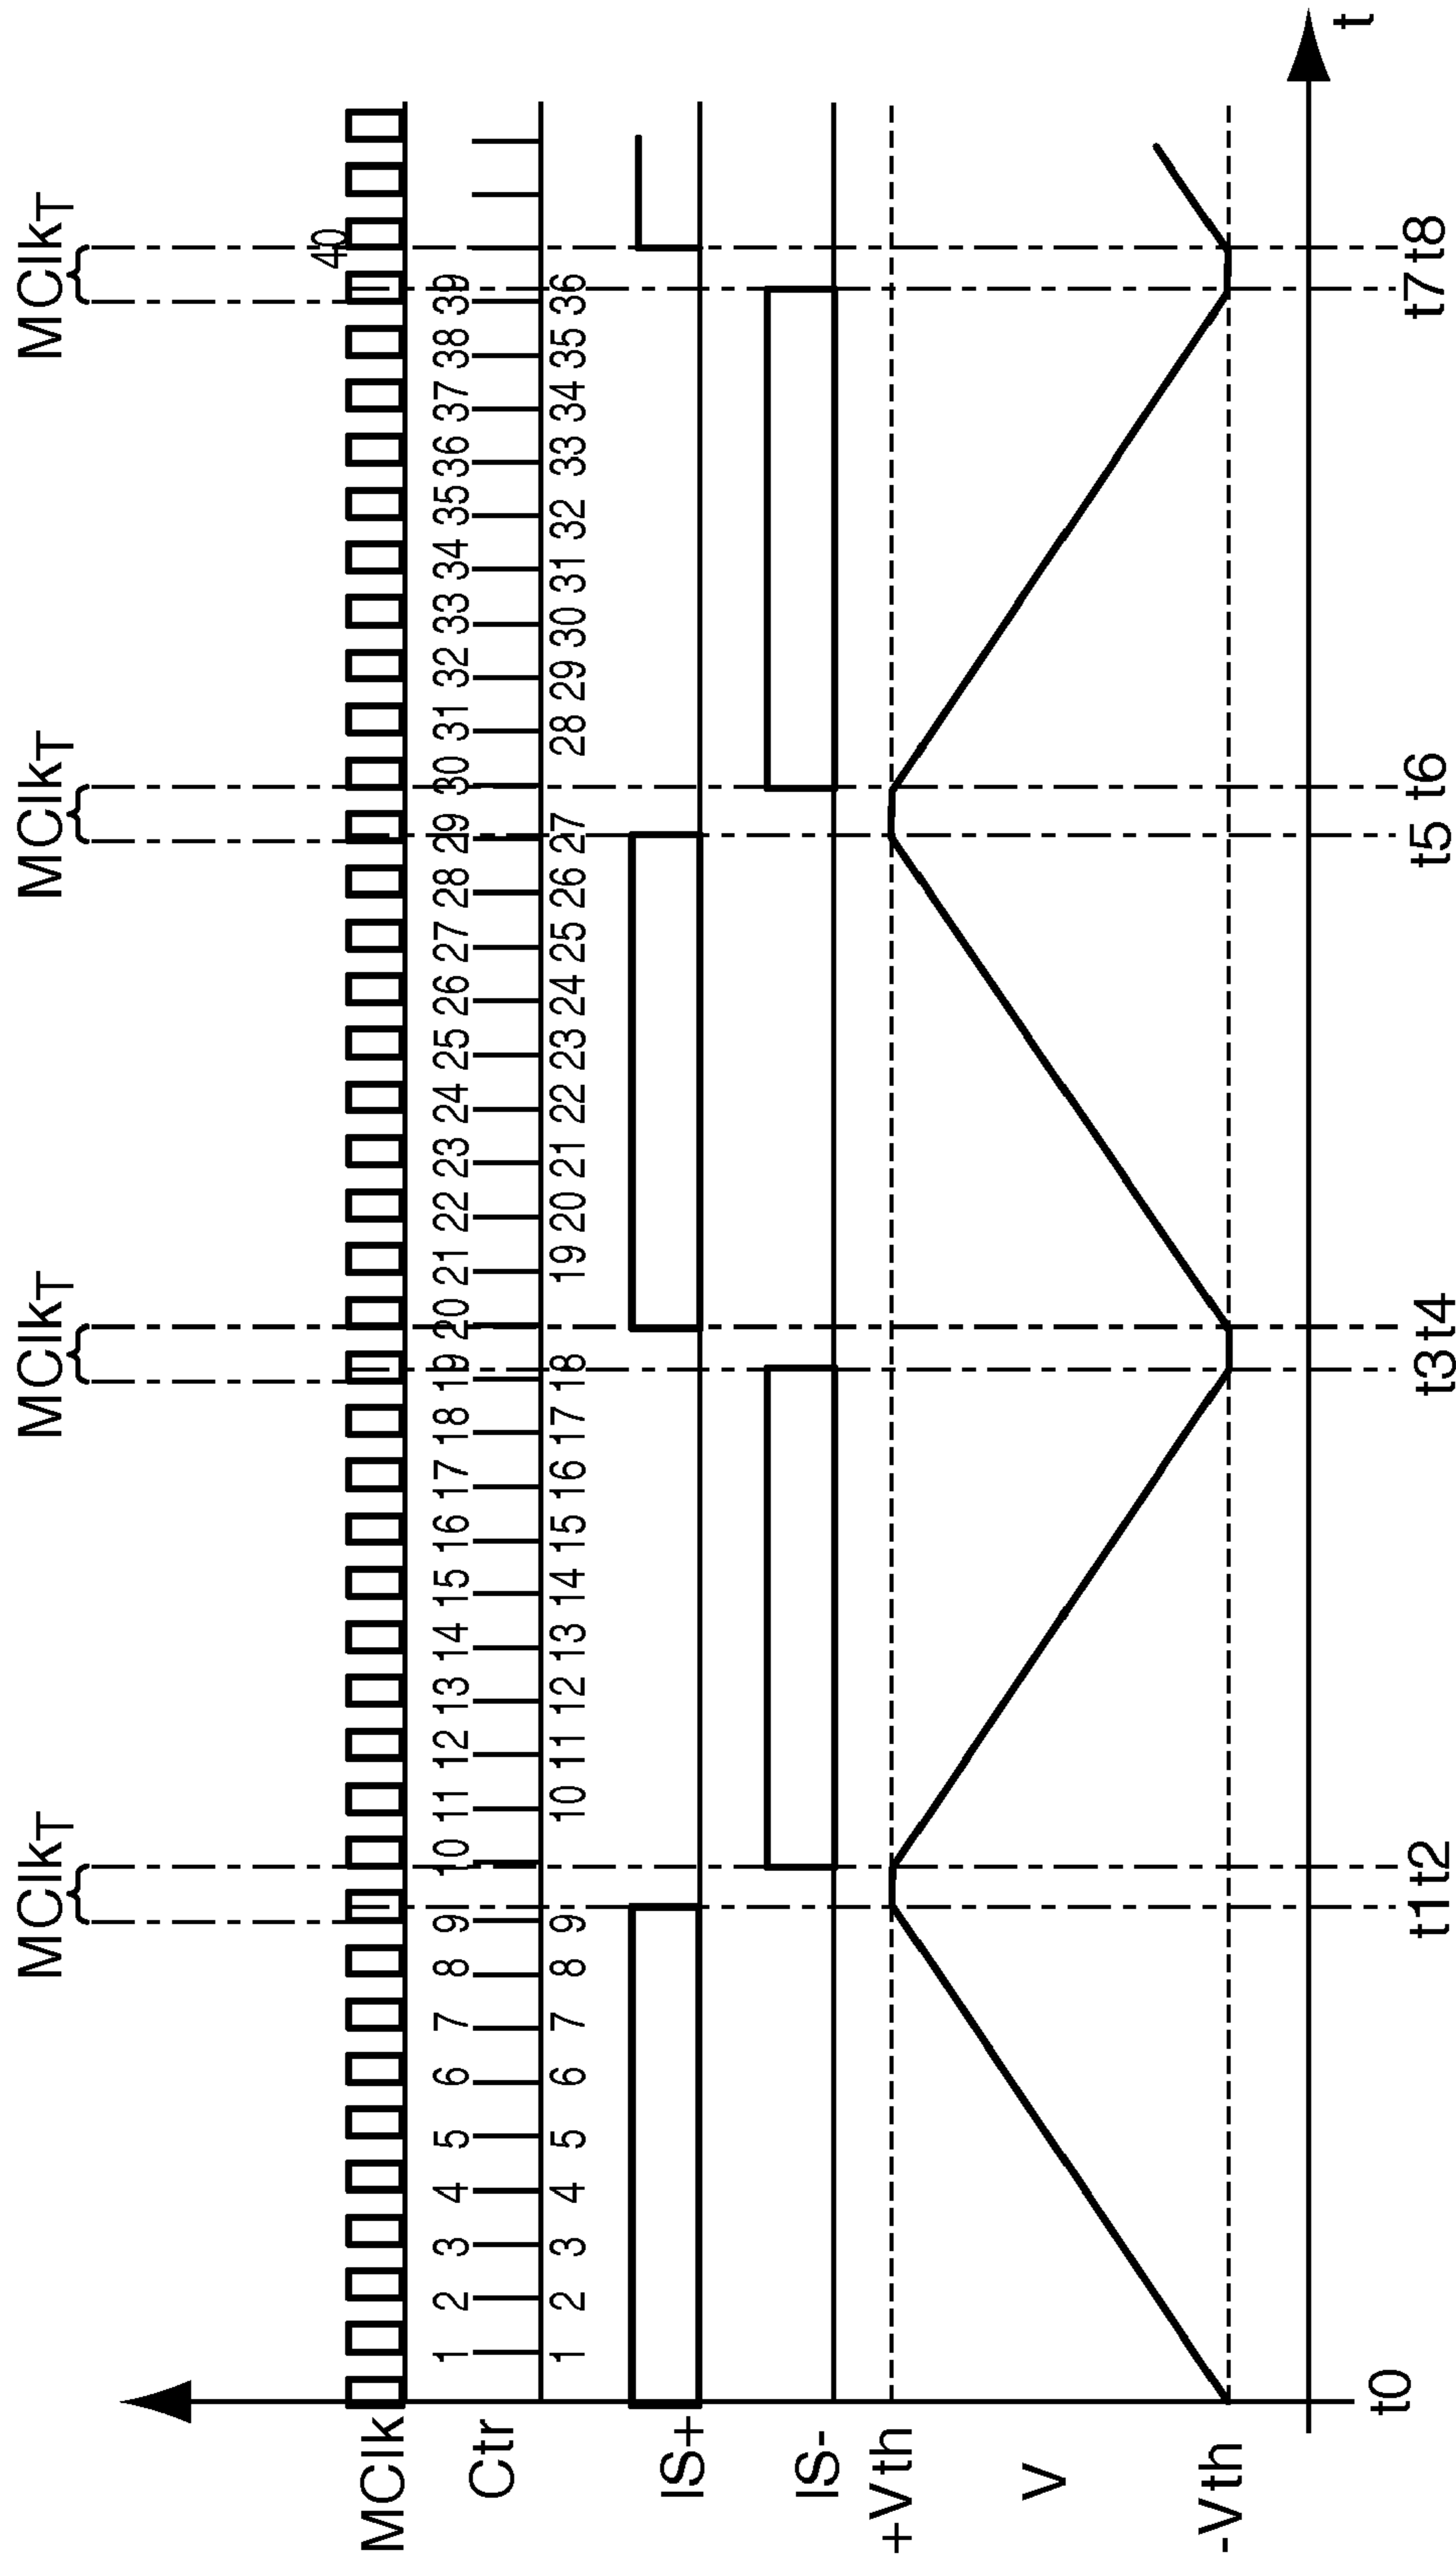 MClkT MClkT MClkT MClkT
40
MClk
1 2 3 4 5 6 7 8 9 10 11 12 13 14 15 16 17 18 19 20 21 22 23 24 25 26 27 28 29 30 31 32 33 34 35 36 37 38 39
Ctr
1 2 3 4 5 6 7 8 9 10 11 12 13 14 15 16 17 18 19 20 21 22 23 24 25 26 27 28 29 30 31 32 33 34 35 36
IS+
IS-
+Vth
V
-Vth
t
t0 t1 t2 t3 t4 t5 t6 t7 t8